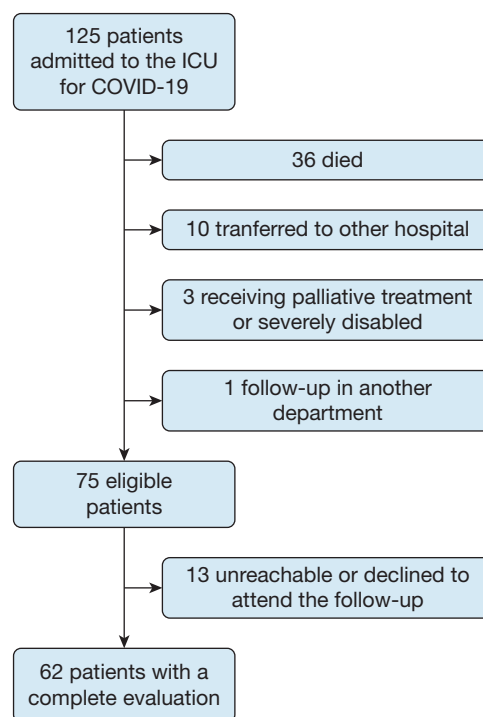 125 patients
admitted to the ICU
for COVID-19
36 died
10 tranferred to other hospital
3 receiving palliative treatment
or severely disabled
1 follow-up in another
department
75 eligible
patients
13 unreachable or declined to
attend the follow-up
62 patients with a
complete evaluation